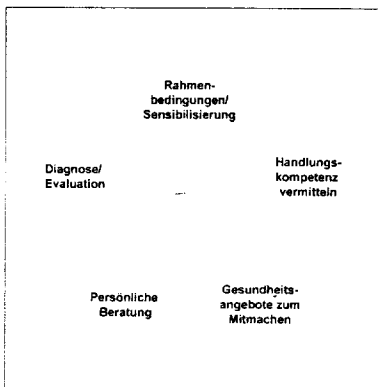 Rahmen-
bedingungen/
Sensibilisierung
Diagnose/
Evaluation
Handlungs-
kompetenz
vermitteln
Persönliche
Beratung
Gesundheits-
angebote zum
Mitmachen